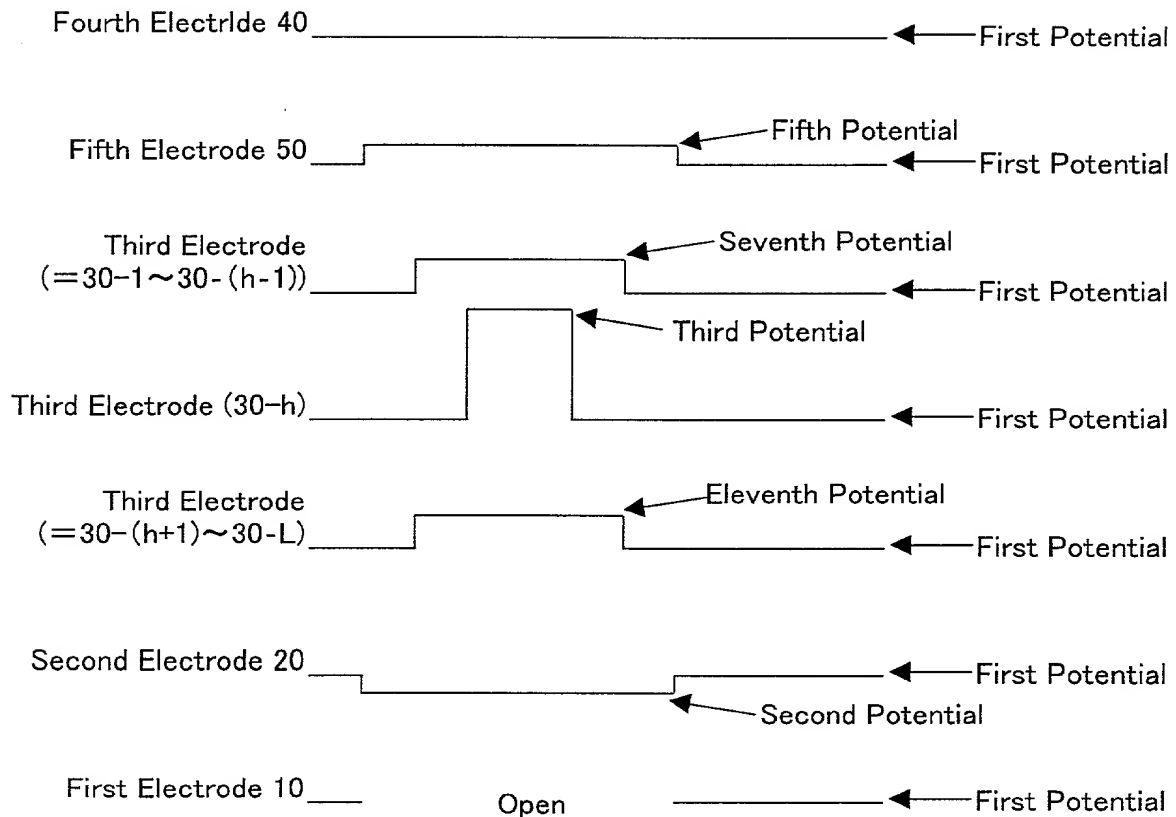 Fourth Electrlde 40
First Potential
Fifth Potential
Fifth Electrode 50
First Potential
Third Electrode
(=30-1~30-(h-1))
Seventh Potential
First Potential
Third Potential
Third Electrode (30-h)
First Potential
Third Electrode
(=30-(h+1)~30-L)
Eleventh Potential
First Potential
Second Electrode 20
First Potential
Second Potential
First Electrode 10
Open
First Potential